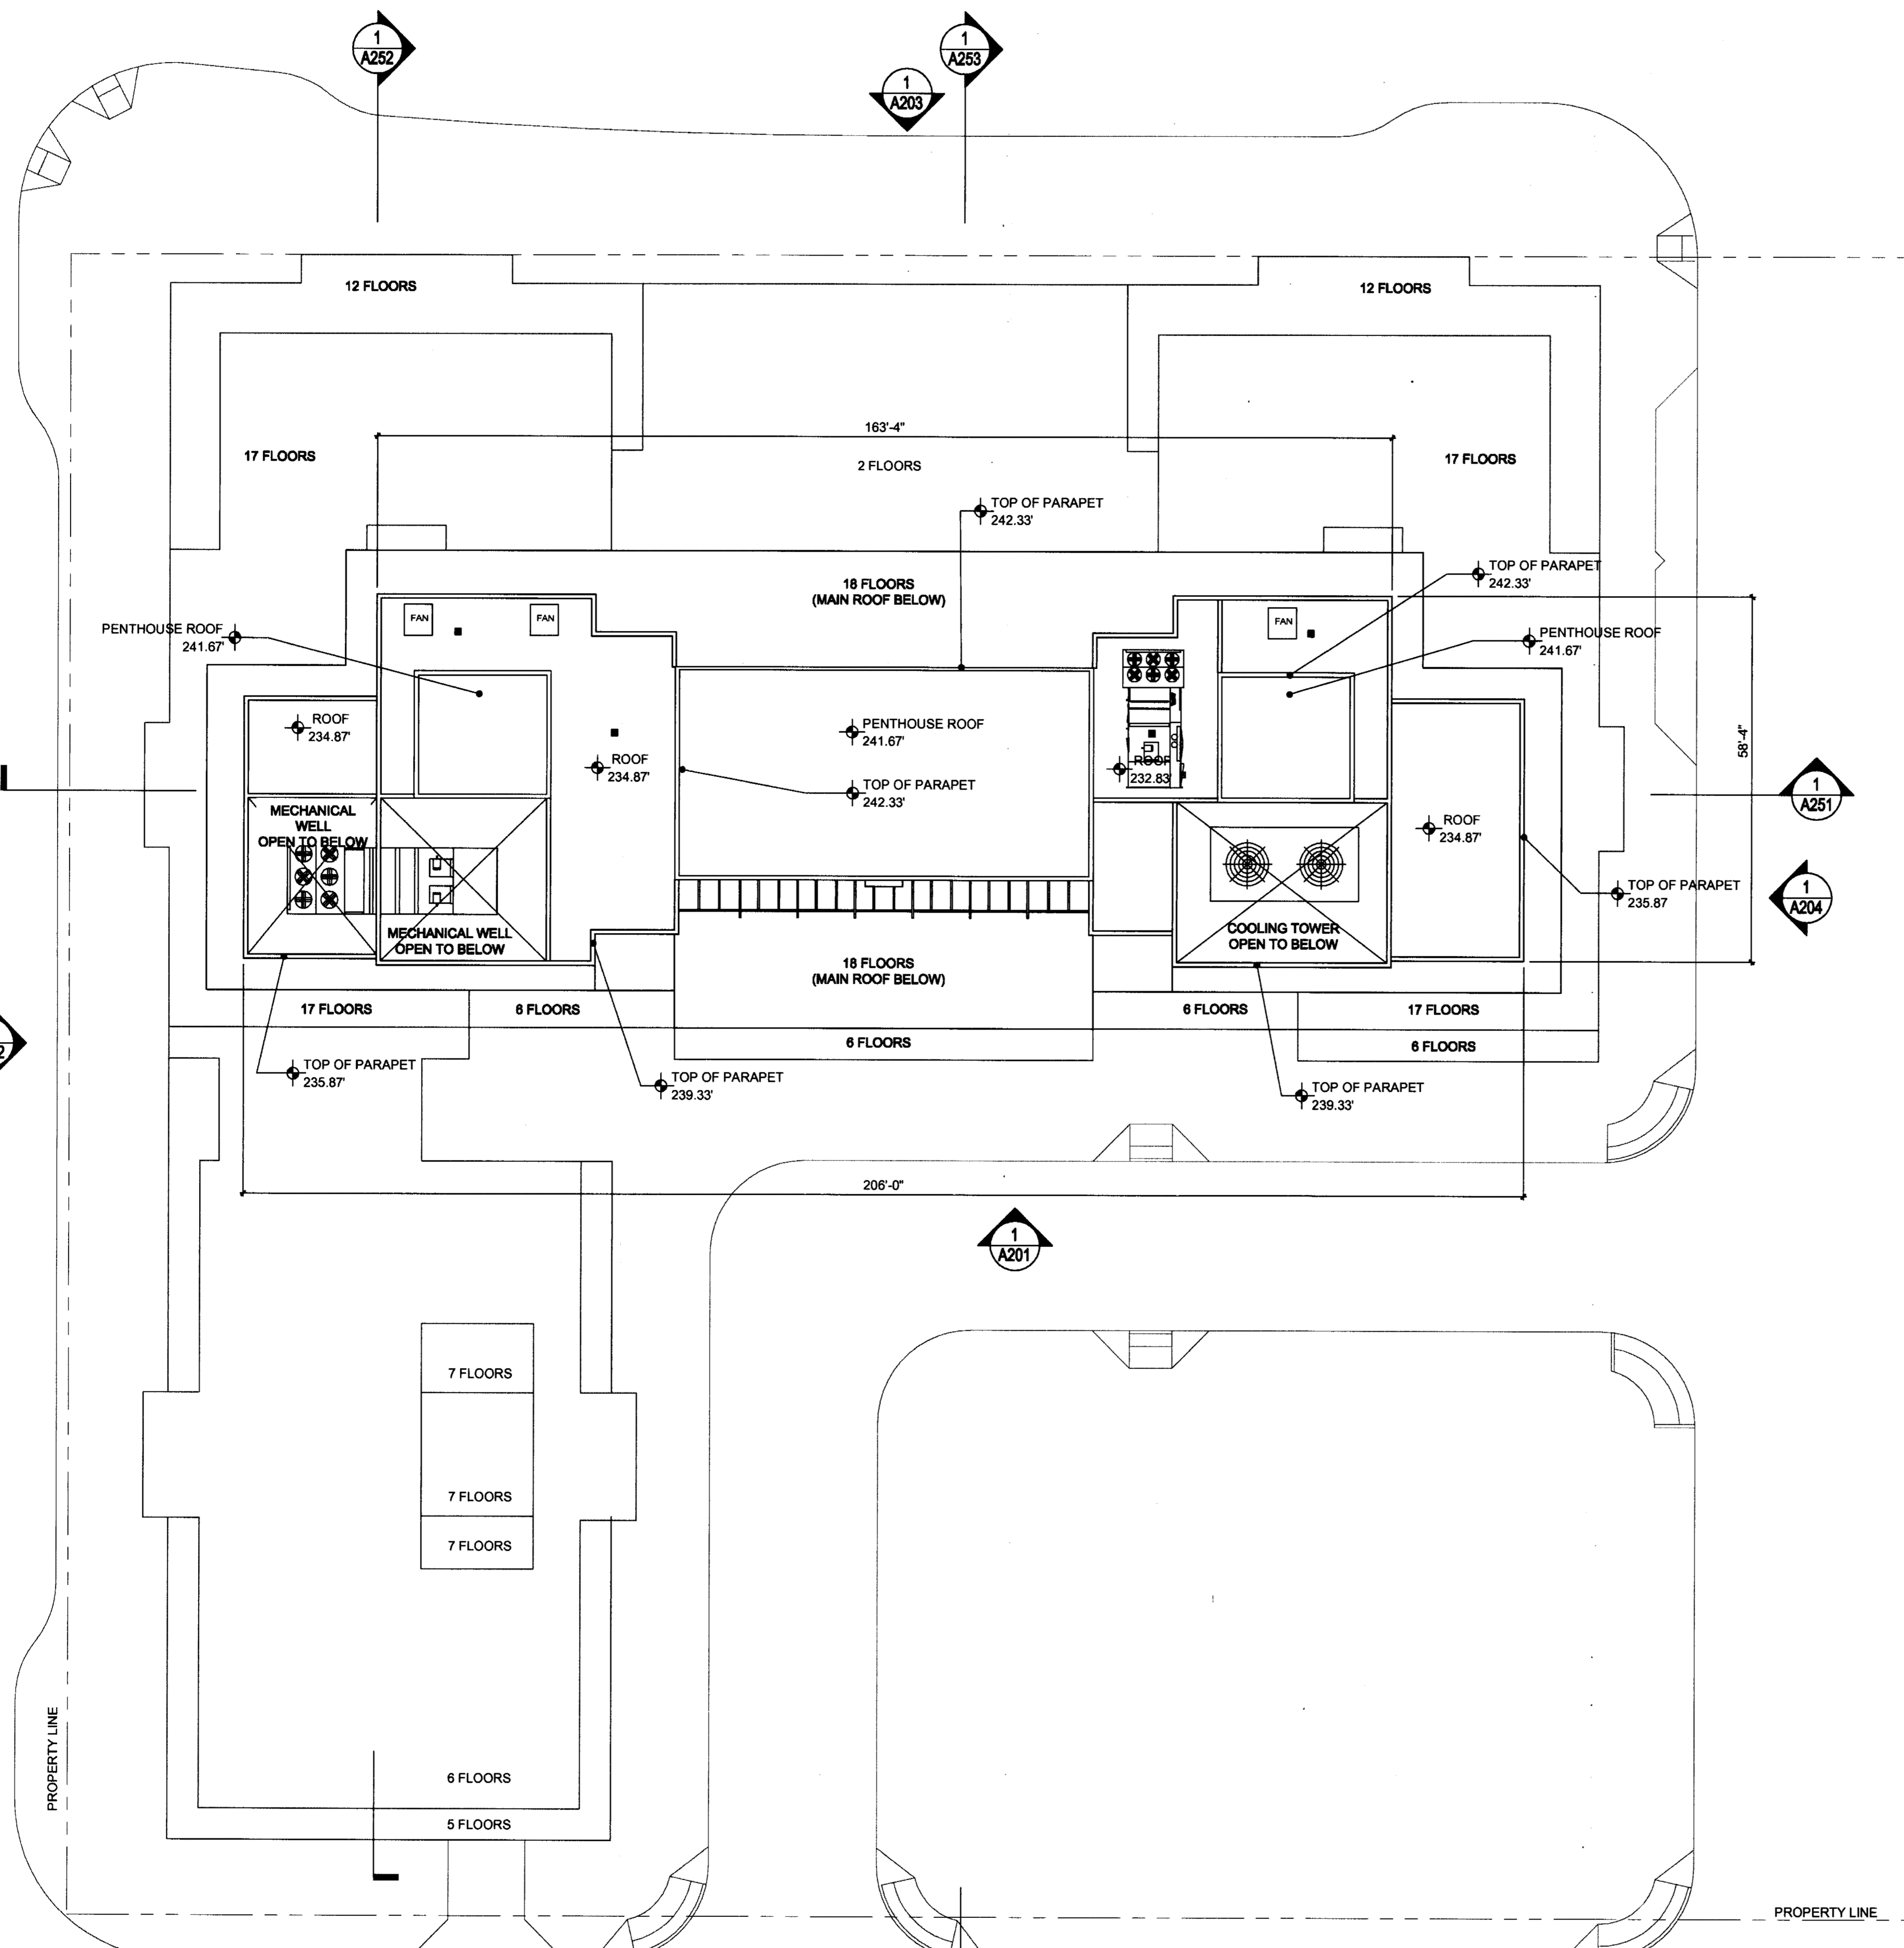 1
A252
1
A253
1
A203
12 FLOORS
12 FLOORS
163'-4"
17 FLOORS
2 FLOORS
17 FLOORS
TOP OF PARAPET
242.33'
TOP OF PARAPET
242.33'
18 FLOORS
(MAIN ROOF BELOW)
FAN
FAN
FAN
PENTHOUSE ROOF
241.67'
PENTHOUSE ROOF
241.67'
58'-4"
ROOF
234.87'
PENTHOUSE ROOF
241.67'
ROOF
234.87'
ROOF
232.83'
TOP OF PARAPET
242.33'
1
A251
MECHANICAL
WELL
OPEN TO BELOW
ROOF
234.87'
TOP OF PARAPET
235.87'
1
A204
MECHANICAL WELL
OPEN TO BELOW
COOLING TOWER
OPEN TO BELOW
18 FLOORS
(MAIN ROOF BELOW)
17 FLOORS
6 FLOORS
6 FLOORS
17 FLOORS
6 FLOORS
6 FLOORS
2
TOP OF PARAPET
235.87'
TOP OF PARAPET
239.33'
TOP OF PARAPET
239.33'
206'-0"
1
A201
7 FLOORS
7 FLOORS
7 FLOORS
PROPERTY LINE
6 FLOORS
5 FLOORS
PROPERTY LINE